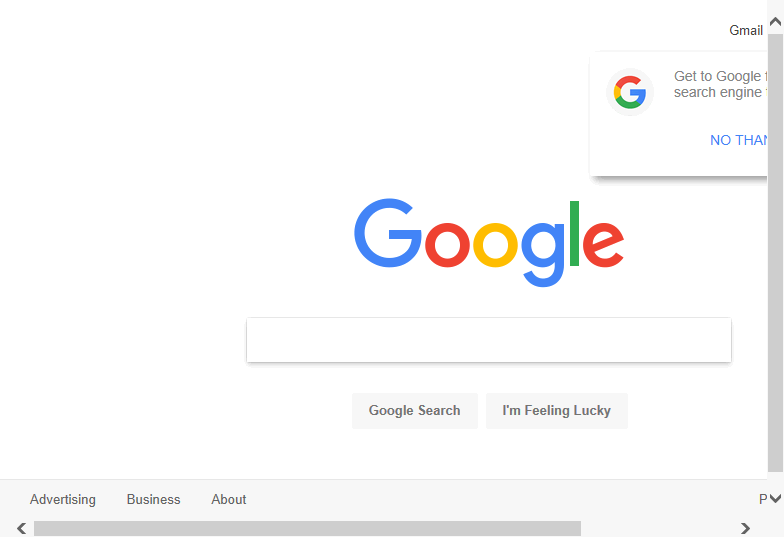 Gmail
Get to Google
search engine
NO THAN
Google
Google Search
I'm Feeling Lucky
Advertising Business About P